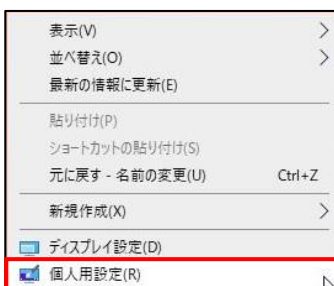 表示(V)
並べ替え(O)
最新の情報に更新(E)
貼り付け(P)
ショートカットの貼り付け(S)
元に戻す - 名前の変更(U) Ctrl+Z
新規作成(X)
ディスプレイ設定(D)
個人用設定(R)